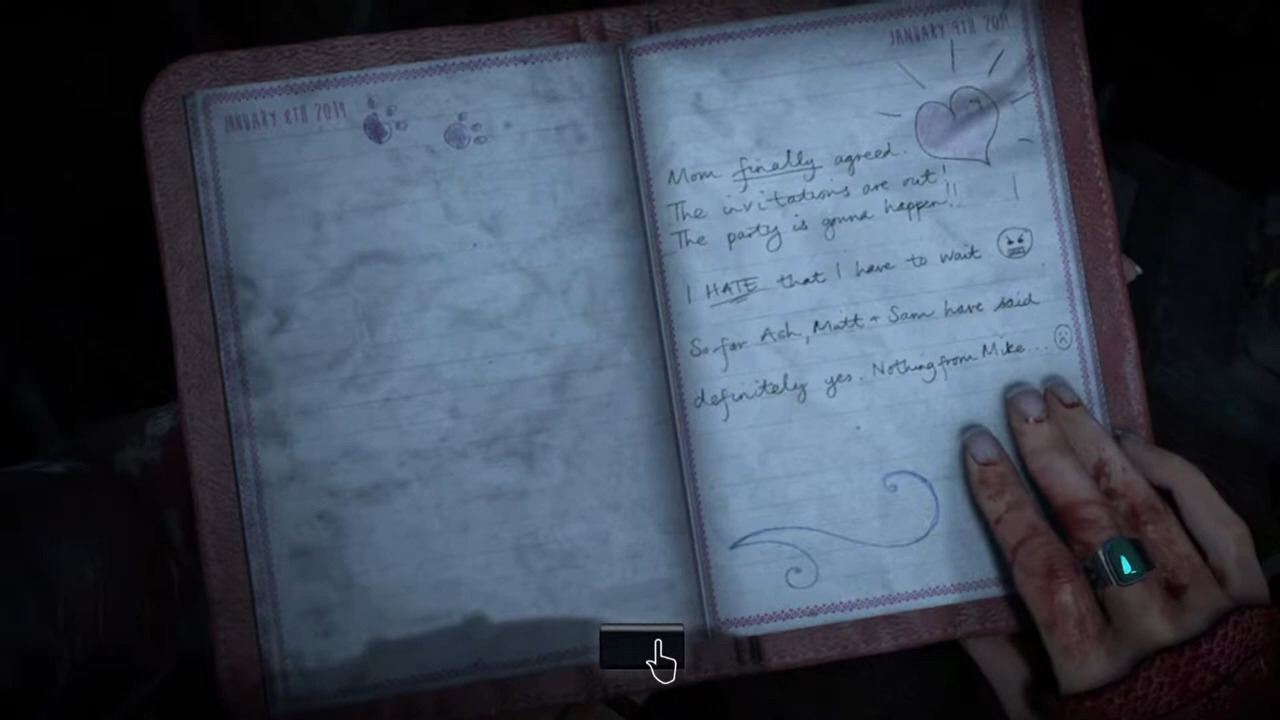 JANUARY 8TH 2014
JANUARY 9TH 2014
Mom finally agreed.
The invitations are out!
The party is gonna happen!!
I HATE that I have to wait
So far Ash, Matt + Sam have said
definitely yes. Nothing from Mike...